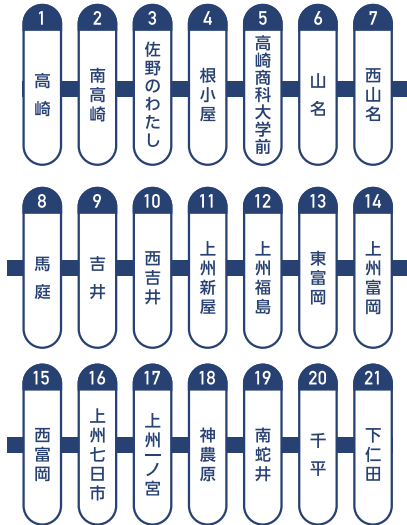 1
高崎
2
南高崎
3
佐野のわたし
4
根小屋
5
高崎商科大学前
6
山名
7
西山名
8
馬庭
9
吉井
10
西吉井
11
上州新屋
12
上州福島
13
東富岡
14
上州富岡
15
西富岡
16
上州七日市
17
上州一ノ宮
18
神農原
19
南蛇井
20
千平
21
下仁田